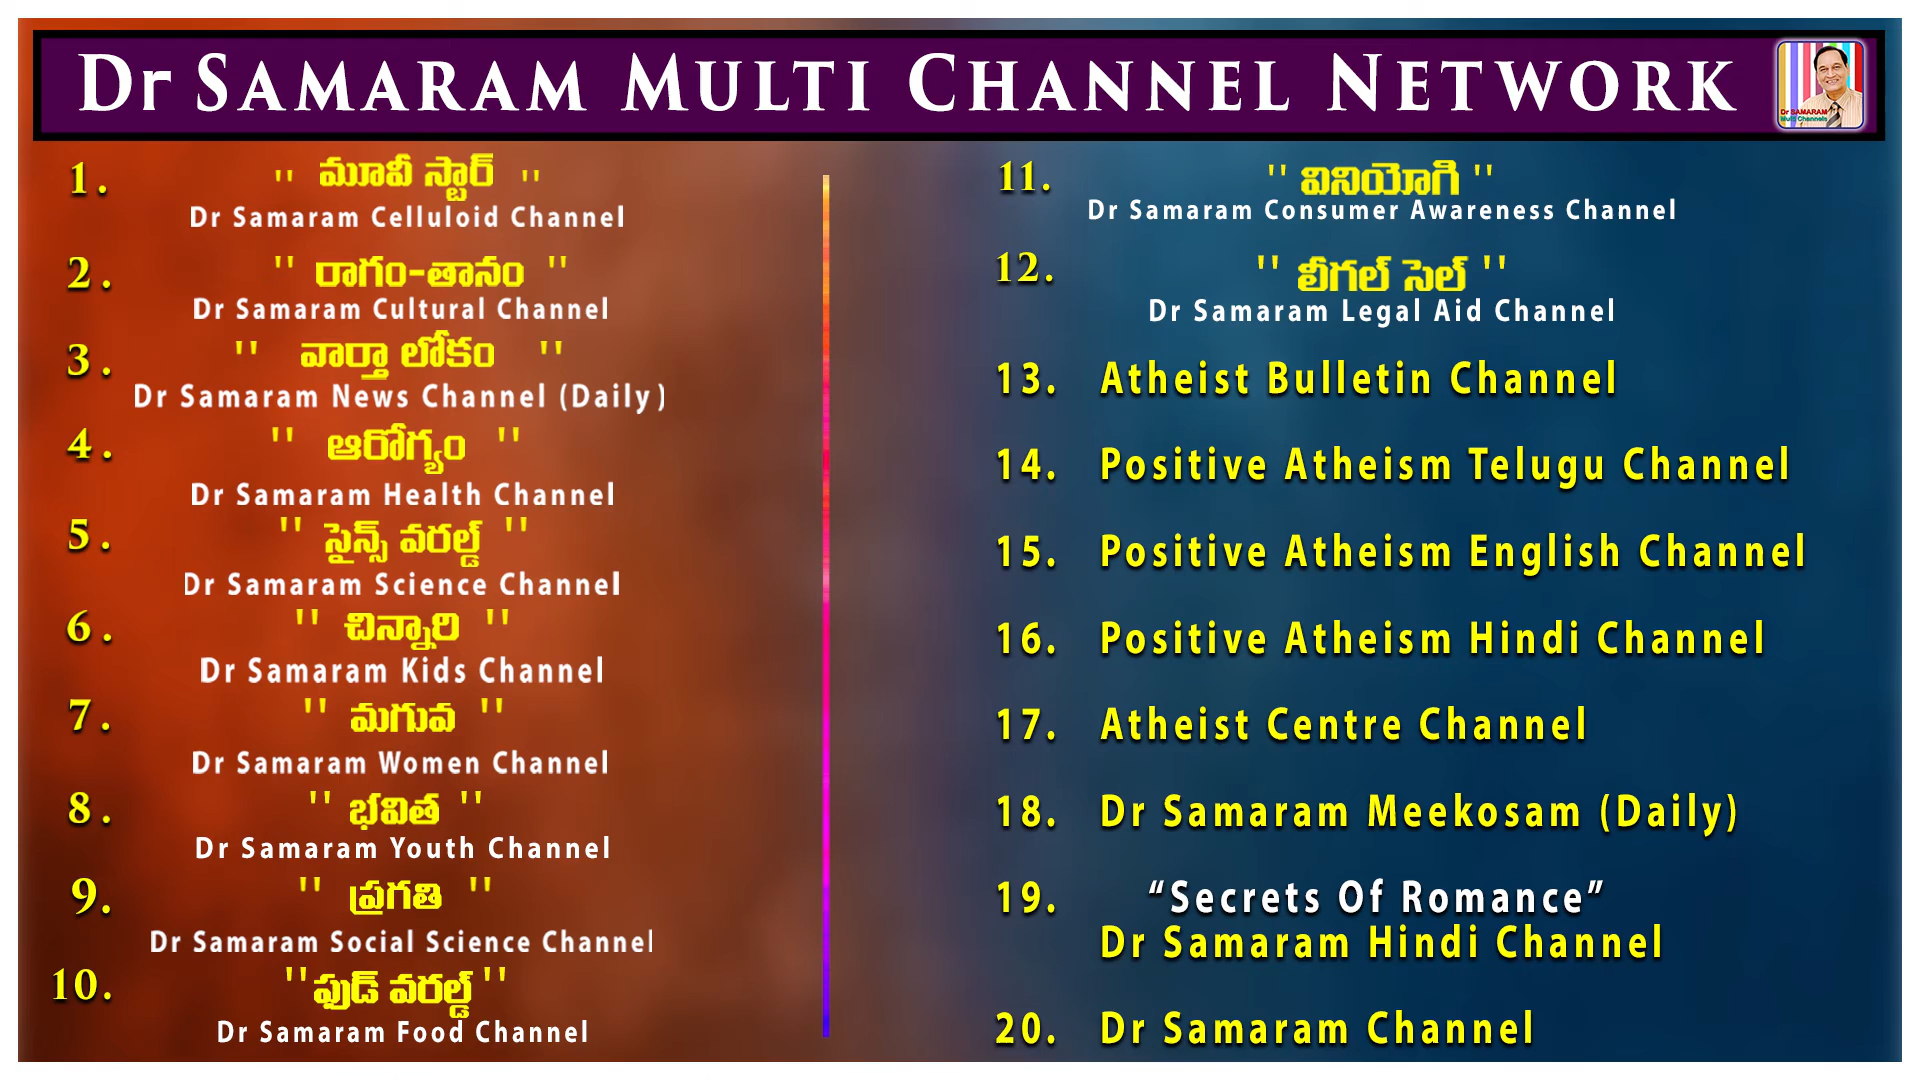 Dr SAMARAM MULTI CHANNEL NETWORK
Dr SAMARAM
Multi Channels
1. '' మూవీ స్టార్ ''
Dr Samaram Celluloid Channel
2. '' రాగం-తానం ''
Dr Samaram Cultural Channel
3. '' వార్తా లోకం ''
Dr Samaram News Channel (Daily)
4. '' ఆరోగ్యం ''
Dr Samaram Health Channel
5. '' సైన్స్ వరల్డ్ ''
Dr Samaram Science Channel
6. '' చిన్నారి ''
Dr Samaram Kids Channel
7. '' మగువ ''
Dr Samaram Women Channel
8. '' భవిత ''
Dr Samaram Youth Channel
9. '' ప్రగతి ''
Dr Samaram Social Science Channel
10. '' ఫుడ్ వరల్డ్ ''
Dr Samaram Food Channel
11. '' వినియోగి ''
Dr Samaram Consumer Awareness Channel
12. '' లీగల్ సెల్ ''
Dr Samaram Legal Aid Channel
13. Atheist Bulletin Channel
14. Positive Atheism Telugu Channel
15. Positive Atheism English Channel
16. Positive Atheism Hindi Channel
17. Atheist Centre Channel
18. Dr Samaram Meekosam (Daily)
19. “Secrets Of Romance”
Dr Samaram Hindi Channel
20. Dr Samaram Channel